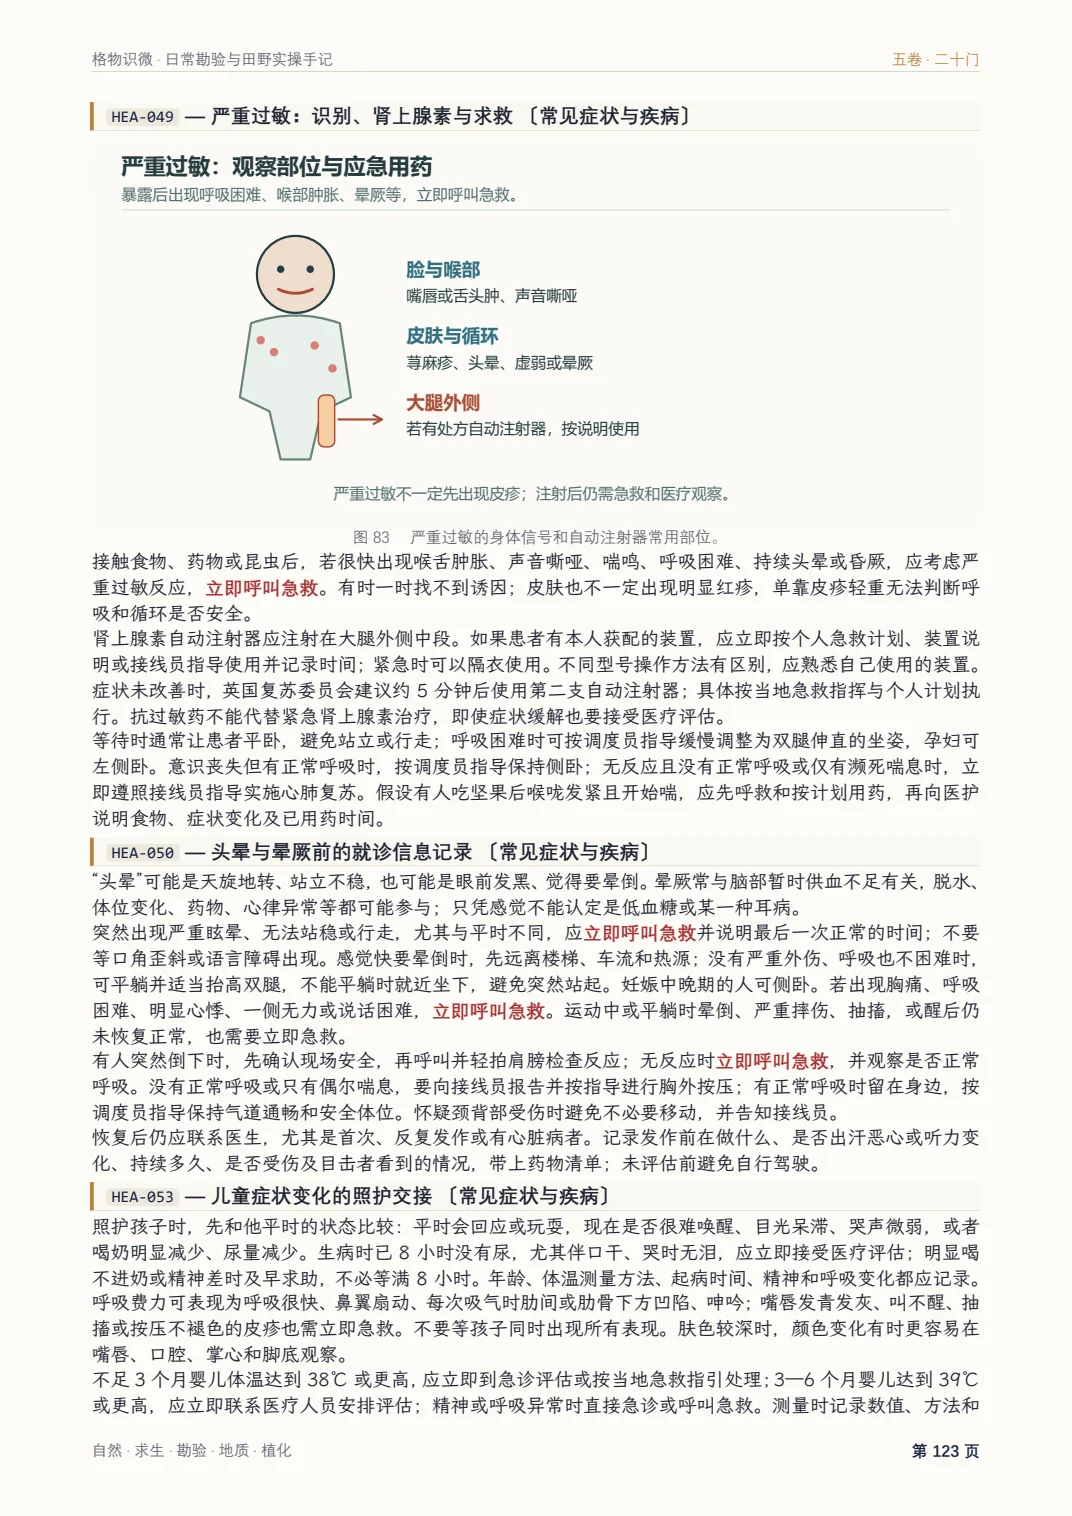 格物识微 · 日常勘验与田野实操手记
五卷 · 二十门
HEA-049 — 严重过敏：识别、肾上腺素与求救 〔常见症状与疾病〕
严重过敏：观察部位与应急用药
暴露后出现呼吸困难、喉部肿胀、晕厥等，立即呼叫急救。
脸与喉部
嘴唇或舌头肿、声音嘶哑
皮肤与循环
荨麻疹、头晕、虚弱或晕厥
大腿外侧
若有处方自动注射器，按说明使用
严重过敏不一定先出现皮疹；注射后仍需急救和医疗观察。
图 83 严重过敏的身体信号和自动注射器常用部位。
接触食物、药物或昆虫后，若很快出现喉舌肿胀、声音嘶哑、喘鸣、呼吸困难、持续头晕或昏厥，应考虑严
重过敏反应，立即呼叫急救。有时一时找不到诱因；皮肤也不一定出现明显红疹，单靠皮疹轻重无法判断呼
吸和循环是否安全。
肾上腺素自动注射器应注射在大腿外侧中段。如果患者有本人获配的装置，应立即按个人急救计划、装置说
明或接线员指导使用并记录时间；紧急时可以隔衣使用。不同型号操作方法有区别，应熟悉自己使用的装置。
症状未改善时，英国复苏委员会建议约 5 分钟后使用第二支自动注射器；具体按当地急救指挥与个人计划执
行。抗过敏药不能代替紧急肾上腺素治疗，即使症状缓解也要接受医疗评估。
等待时通常让患者平卧，避免站立或行走；呼吸困难时可按调度员指导缓慢调整为双腿伸直的坐姿，孕妇可
左侧卧。意识丧失但有正常呼吸时，按调度员指导保持侧卧；无反应且没有正常呼吸或仅有濒死喘息时，立
即遵照接线员指导实施心肺复苏。假设有人吃坚果后喉咙发紧且开始喘，应先呼救和按计划用药，再向医护
说明食物、症状变化及已用药时间。
HEA-050 — 头晕与晕厥前的就诊信息记录 〔常见症状与疾病〕
“头晕”可能是天旋地转、站立不稳，也可能是眼前发黑、觉得要晕倒。晕厥常与脑部暂时供血不足有关，脱水、
体位变化、药物、心律异常等都可能参与；只凭感觉不能认定是低血糖或某一种耳病。
突然出现严重眩晕、无法站稳或行走，尤其与平时不同，应立即呼叫急救并说明最后一次正常的时间；不要
等口角歪斜或语言障碍出现。感觉快要晕倒时，先远离楼梯、车流和热源；没有严重外伤、呼吸也不困难时，
可平躺并适当抬高双腿，不能平躺时就近坐下，避免突然站起。妊娠中晚期的人可侧卧。若出现胸痛、呼吸
困难、明显心悸、一侧无力或说话困难，立即呼叫急救。运动中或平躺时晕倒、严重摔伤、抽搐，或醒后仍
未恢复正常，也需要立即急救。
有人突然倒下时，先确认现场安全，再呼叫并轻拍肩膀检查反应；无反应时立即呼叫急救，并观察是否正常
呼吸。没有正常呼吸或只有偶尔喘息，要向接线员报告并按指导进行胸外按压；有正常呼吸时留在身边，按
调度员指导保持气道通畅和安全体位。怀疑颈背部受伤时避免不必要移动，并告知接线员。
恢复后仍应联系医生，尤其是首次、反复发作或有心脏病者。记录发作前在做什么、是否出汗恶心或听力变
化、持续多久、是否受伤及目击者看到的情况，带上药物清单；未评估前避免自行驾驶。
HEA-053 — 儿童症状变化的照护交接 〔常见症状与疾病〕
照护孩子时，先和他平时的状态比较：平时会回应或玩耍，现在是否很难唤醒、目光呆滞、哭声微弱，或者
喝奶明显减少、尿量减少。生病时已 8 小时没有尿，尤其伴口干、哭时无泪，应立即接受医疗评估；明显喝
不进奶或精神差时及早求助，不必等满 8 小时。年龄、体温测量方法、起病时间、精神和呼吸变化都应记录。
呼吸费力可表现为呼吸很快、鼻翼扇动、每次吸气时肋间或肋骨下方凹陷、呻吟；嘴唇发青发灰、叫不醒、抽
搐或按压不褪色的皮疹也需立即急救。不要等孩子同时出现所有表现。肤色较深时，颜色变化有时更容易在
嘴唇、口腔、掌心和脚底观察。
不足 3 个月婴儿体温达到 38℃ 或更高，应立即到急诊评估或按当地急救指引处理；3—6 个月婴儿达到 39℃
或更高，应立即联系医疗人员安排评估；精神或呼吸异常时直接急诊或呼叫急救。测量时记录数值、方法和
自然 · 求生 · 勘验 · 地质 · 植化
第 123 页